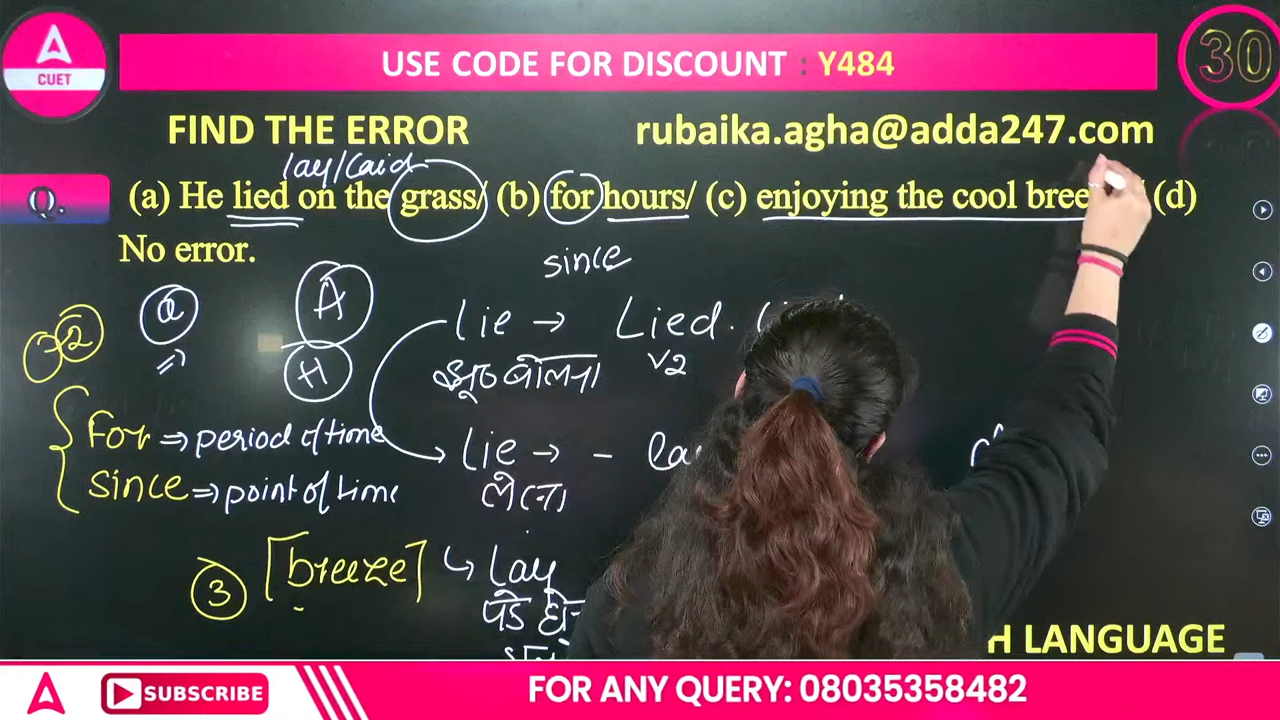 CUET
USE CODE FOR DISCOUNT : Y484
30
FIND THE ERROR
rubaika.agha@adda247.com
lay/laid
Q.
(a) He lied on the grass/ (b) for hours/ (c) enjoying the cool (d)
No error.
since
a
A
H
2
lie → Lied.
झूठ बोलना
V2
For ⇒ period of time
since ⇒ point of time
lie → –
लेटना
3
[breeze]
lay
LANGUAGE
SUBSCRIBE
FOR ANY QUERY: 08035358482